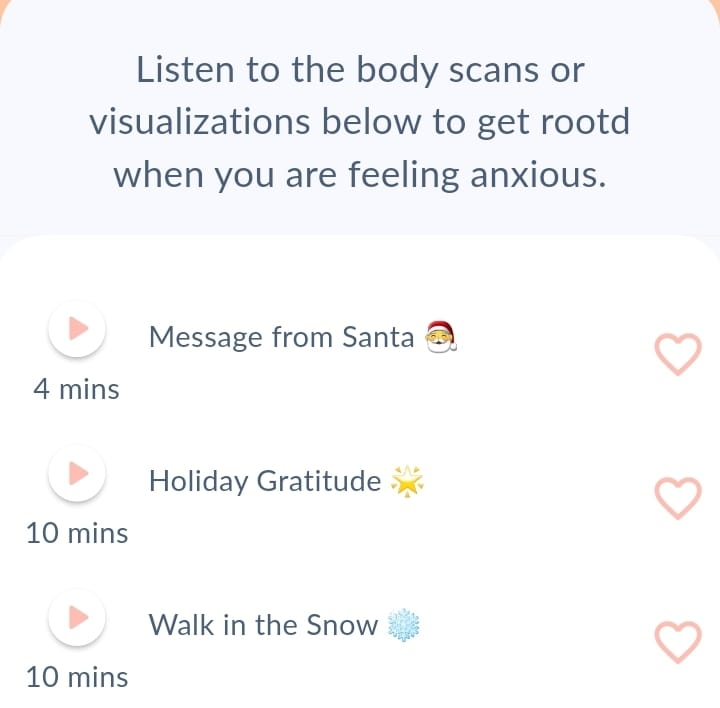 Listen to the body scans or
visualizations below to get rootd
when you are feeling anxious.
Message from Santa 🎅
4 mins
Holiday Gratitude 🌟
10 mins
Walk in the Snow ❄️
10 mins